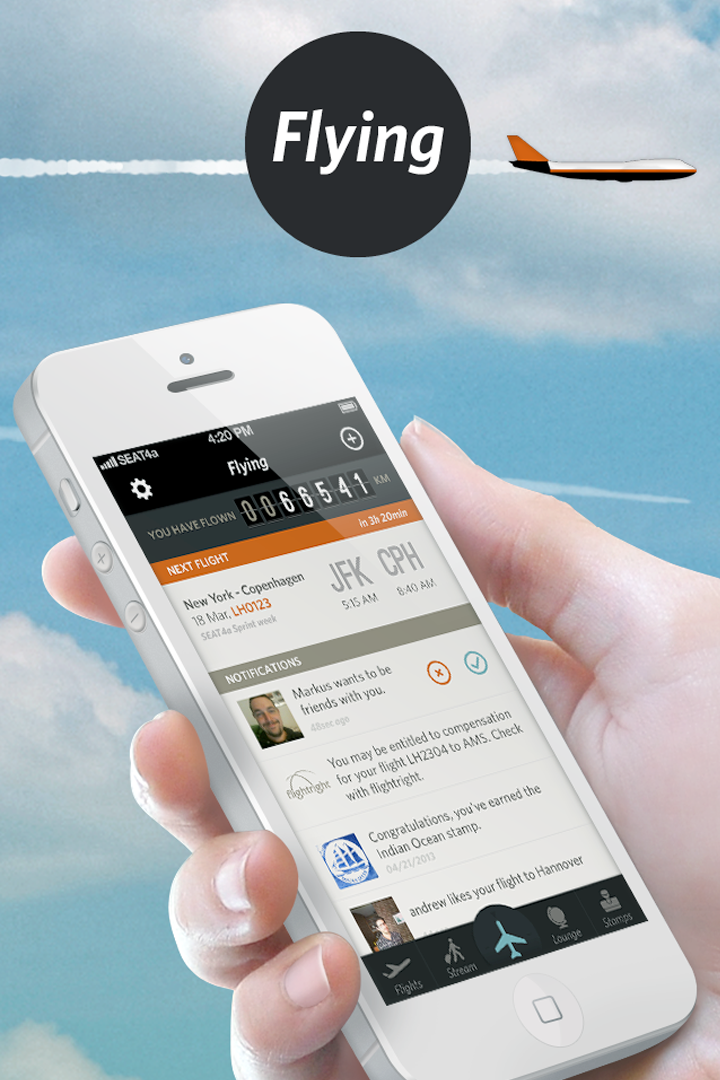 Flying
SEAT4a
4:20 PM
Flying
YOU HAVE FLOWN 0066541 KM
NEXT FLIGHT in 3h 20min
New York - Copenhagen JFK CPH
18 Mar. LH0123 5:15 AM 8:40 AM
SEAT4a Sprint week
NOTIFICATIONS
Markus wants to be
friends with you.
48sec ago
flightright
You may be entitled to compensation
for your flight LH2304 to AMS. Check
with flightright.
Congratulations, you've earned the
Indian Ocean stamp.
04/21/2013
andrew likes your flight to Hannover
Flights Stream Lounge Stamps